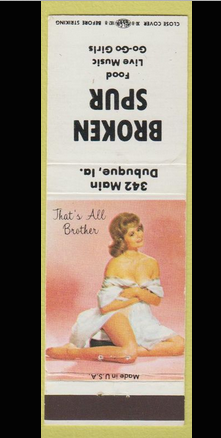 CLOSE COVER BEFORE STRIKING
BROKEN
SPUR
Food
Live Music
Go-Go Girls
342 Main
Dubuque, Ia.
That's All
Brother
Made in U.S.A.